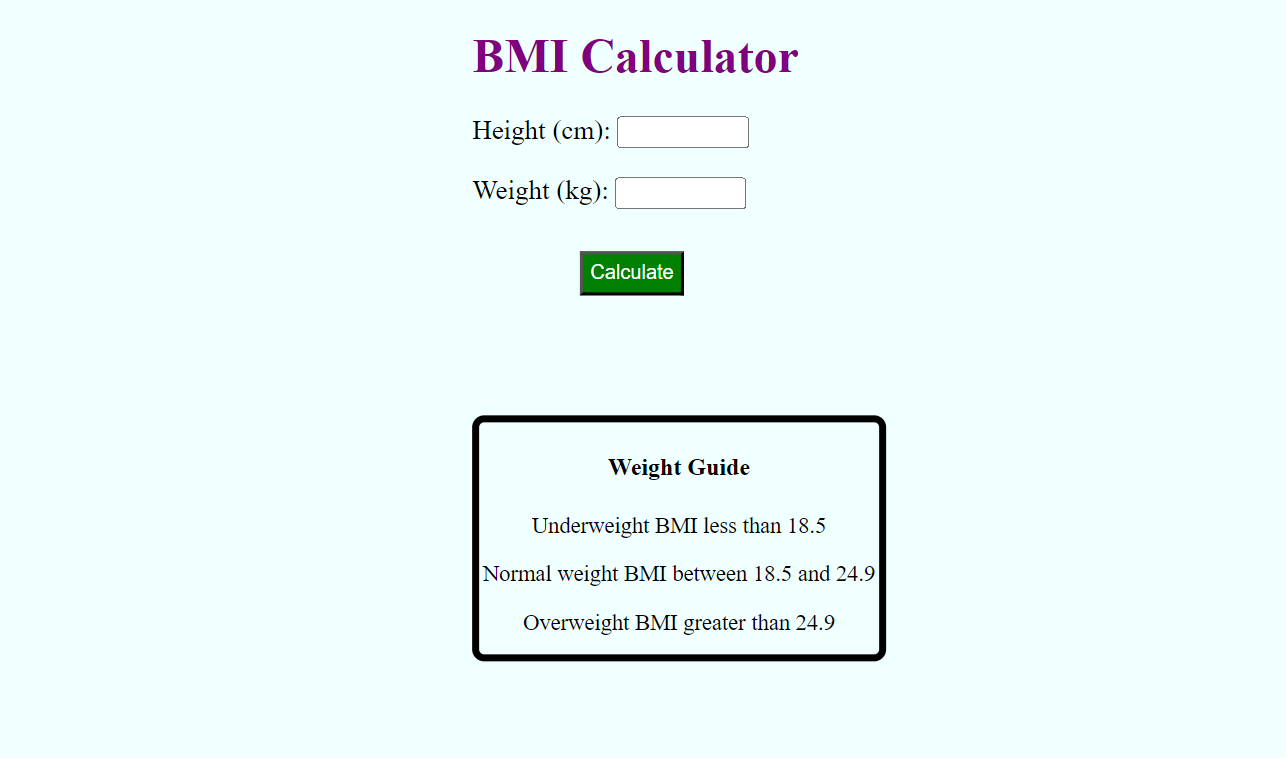 BMI Calculator
Height (cm):
Weight (kg):
Calculate
Weight Guide
Underweight BMI less than 18.5
Normal weight BMI between 18.5 and 24.9
Overweight BMI greater than 24.9